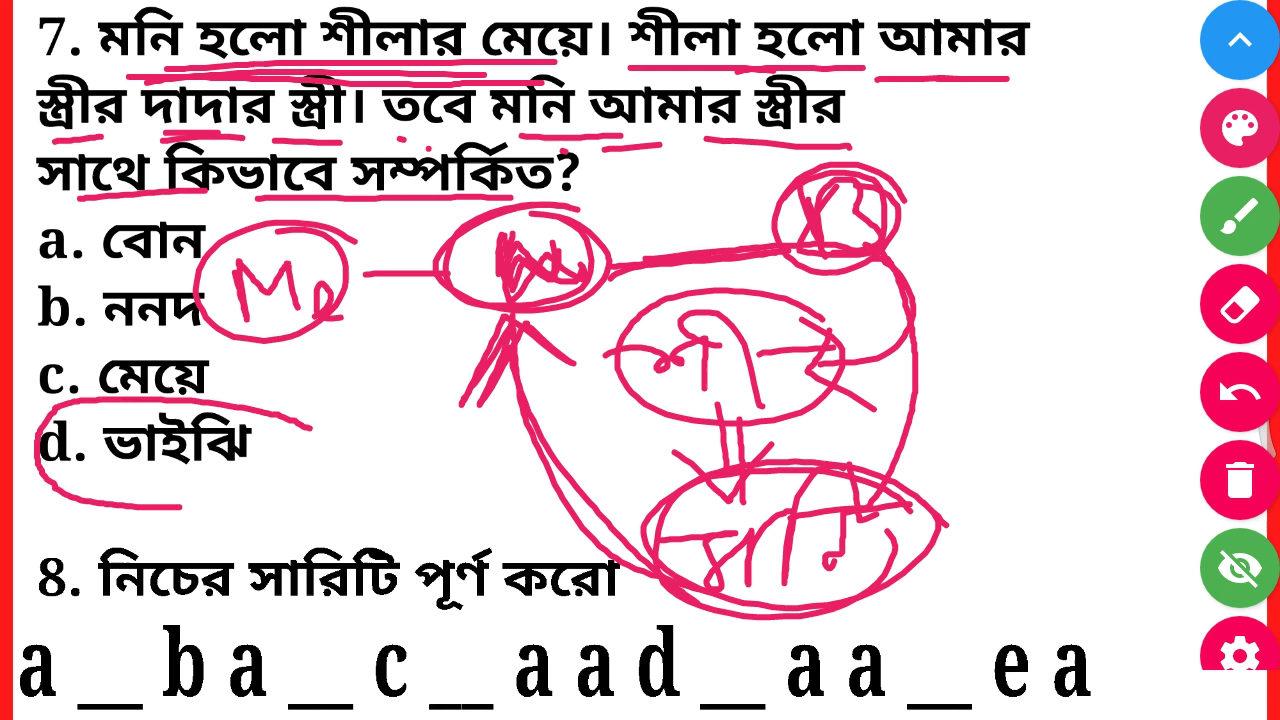 7. মনি হলো শীলার মেয়ে। শীলা হলো আমার
স্ত্রীর দাদার স্ত্রী। তবে মনি আমার স্ত্রীর
সাথে কিভাবে সম্পর্কিত?
a. বোন
b. ননদ
c. মেয়ে
d. ভাইঝি
8. নিচের সারিটি পূর্ণ করো
a __ b a __ c __ a a d __ a a __ e a